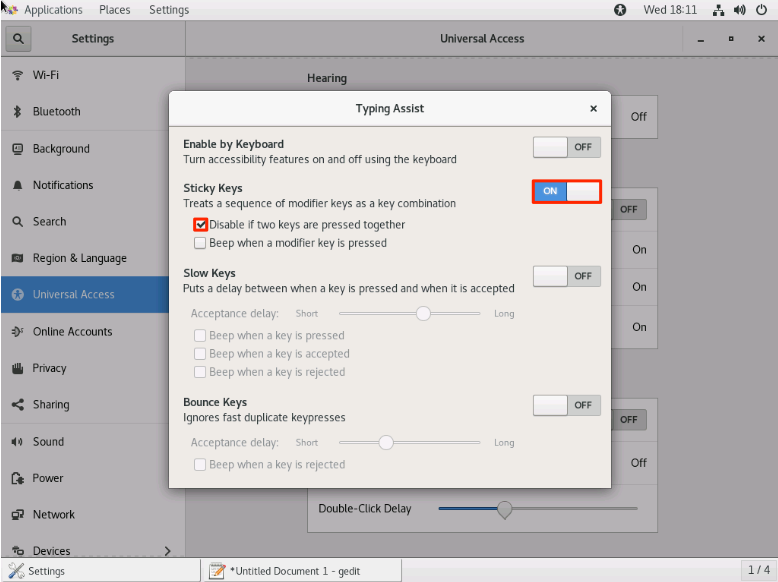 Applications Places Settings Wed 18:11
Settings Universal Access
Wi-Fi
Bluetooth
Background
Notifications
Search
Region & Language
Universal Access
Online Accounts
Privacy
Sharing
Sound
Power
Network
Devices
Hearing
Off
OFF
On
On
On
OFF
Off
Double-Click Delay
Typing Assist
Enable by Keyboard OFF
Turn accessibility features on and off using the keyboard
Sticky Keys ON
Treats a sequence of modifier keys as a key combination
Disable if two keys are pressed together
Beep when a modifier key is pressed
Slow Keys OFF
Puts a delay between when a key is pressed and when it is accepted
Acceptance delay: Short Long
Beep when a key is pressed
Beep when a key is accepted
Beep when a key is rejected
Bounce Keys OFF
Ignores fast duplicate keypresses
Acceptance delay: Short Long
Beep when a key is rejected
Settings *Untitled Document 1 - gedit 1 / 4